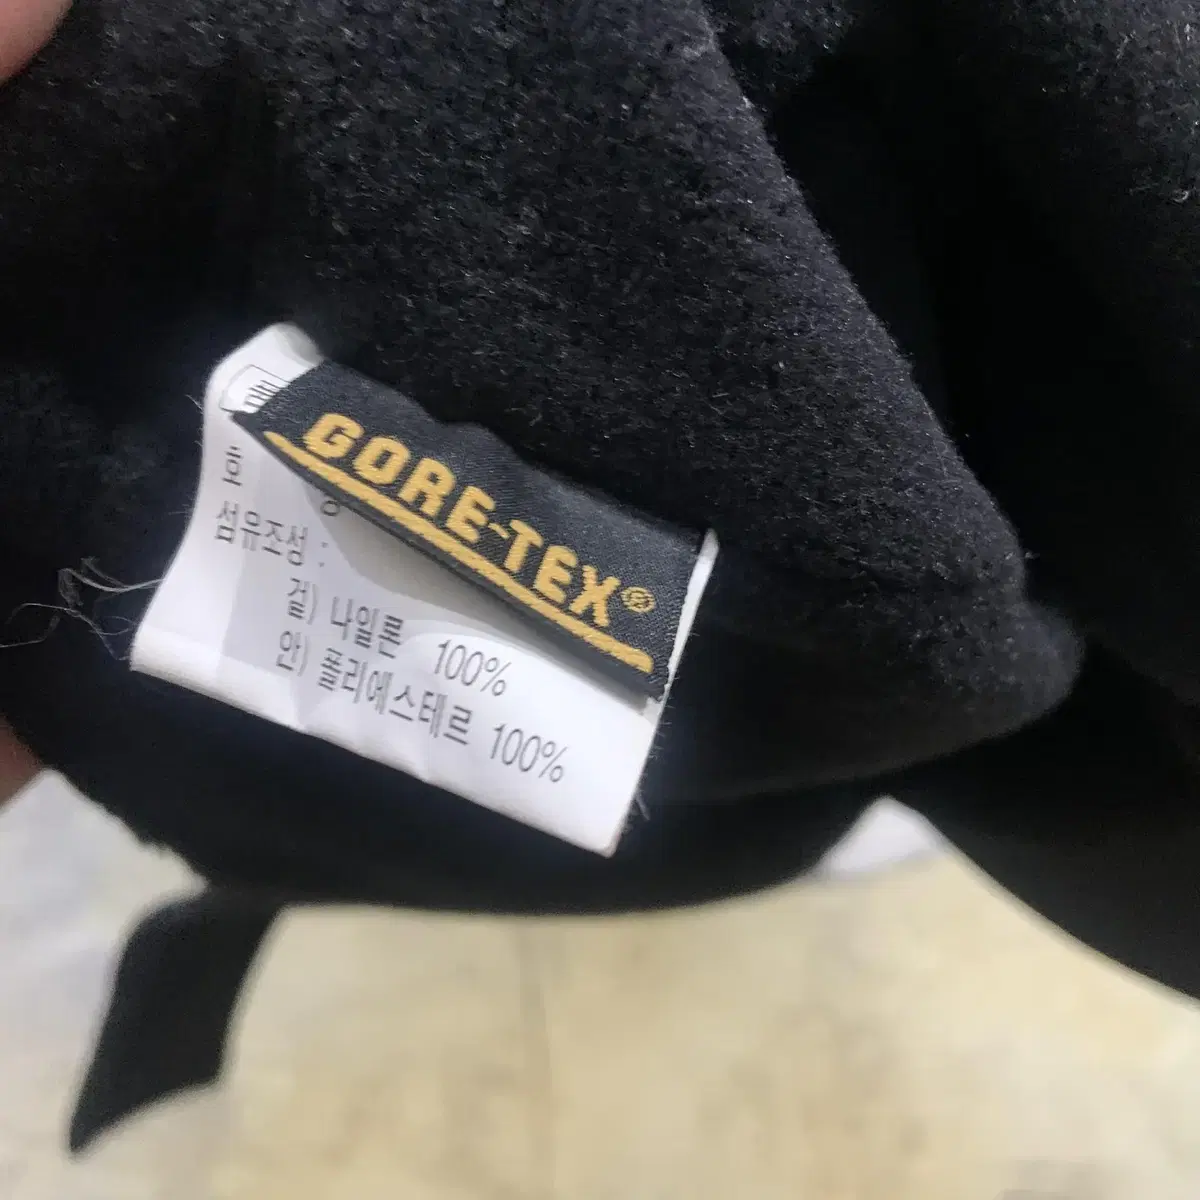 GORE-TEX®
호
섬유조성 :
겉) 나일론 100%
안) 폴리에스테르 100%